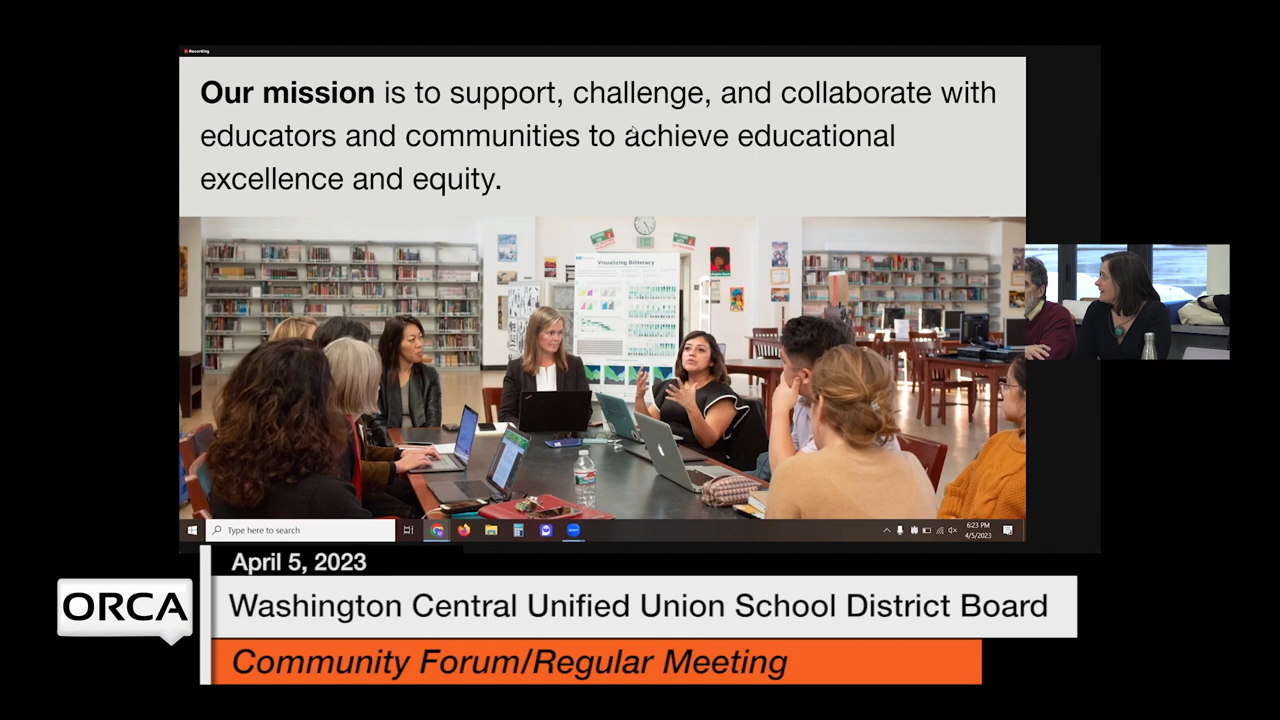 Recording
Our mission is to support, challenge, and collaborate with
educators and communities to achieve educational
excellence and equity.
Visualizing Biliteracy
Type here to search
6:23 PM
4/5/2023
April 5, 2023
ORCA
Washington Central Unified Union School District Board
Community Forum/Regular Meeting